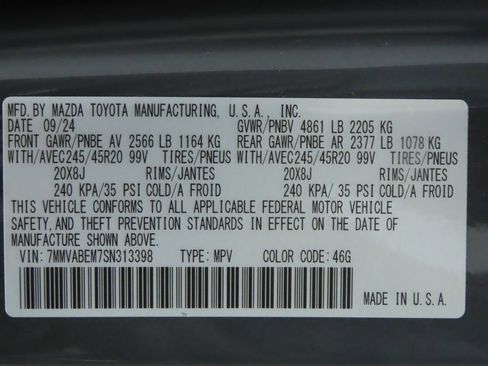 MFD. BY MAZDA TOYOTA MANUFACTURING, U.S.A., INC.
DATE 09/24 GVWR/PNBV 4861 LB 2205 KG
FRONT GAWR/PNBE AV 2566 LB 1164 KG REAR GAWR/PNBE AR 2377 LB 1078 KG
WITH/AVEC245/45R20 99V TIRES/PNEUS WITH/AVEC245/45R20 99V TIRES/PNEUS
20X8J RIMS/JANTES 20X8J RIMS/JANTES
240 KPA/35 PSI COLD/A FROID 240 KPA/35 PSI COLD/A FROID
THIS VEHICLE CONFORMS TO ALL APPLICABLE FEDERAL MOTOR VEHICLE
SAFETY, AND THEFT PREVENTION STANDARDS IN EFFECT ON THE DATE OF
MANUFACTURE SHOWN ABOVE.
VIN: 7MMVABEM7SN313398 TYPE: MPV COLOR CODE: 46G
MADE IN U.S.A.